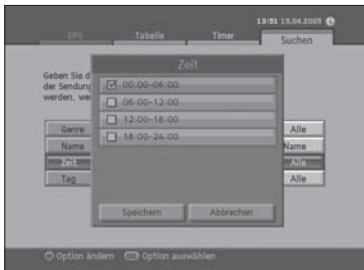 13:51 15.04.2005
EPG Tabelle Timer Suchen
Zeit
Geben Sie d
der Sendung
werden, we
00:00-06:00
06:00-12:00
12:00-18:00
18:00-24:00
Genre Alle
Name Name
Zeit Alle
Tag Alle
Speichern Abbrechen
Option ändern OK Option auswählen